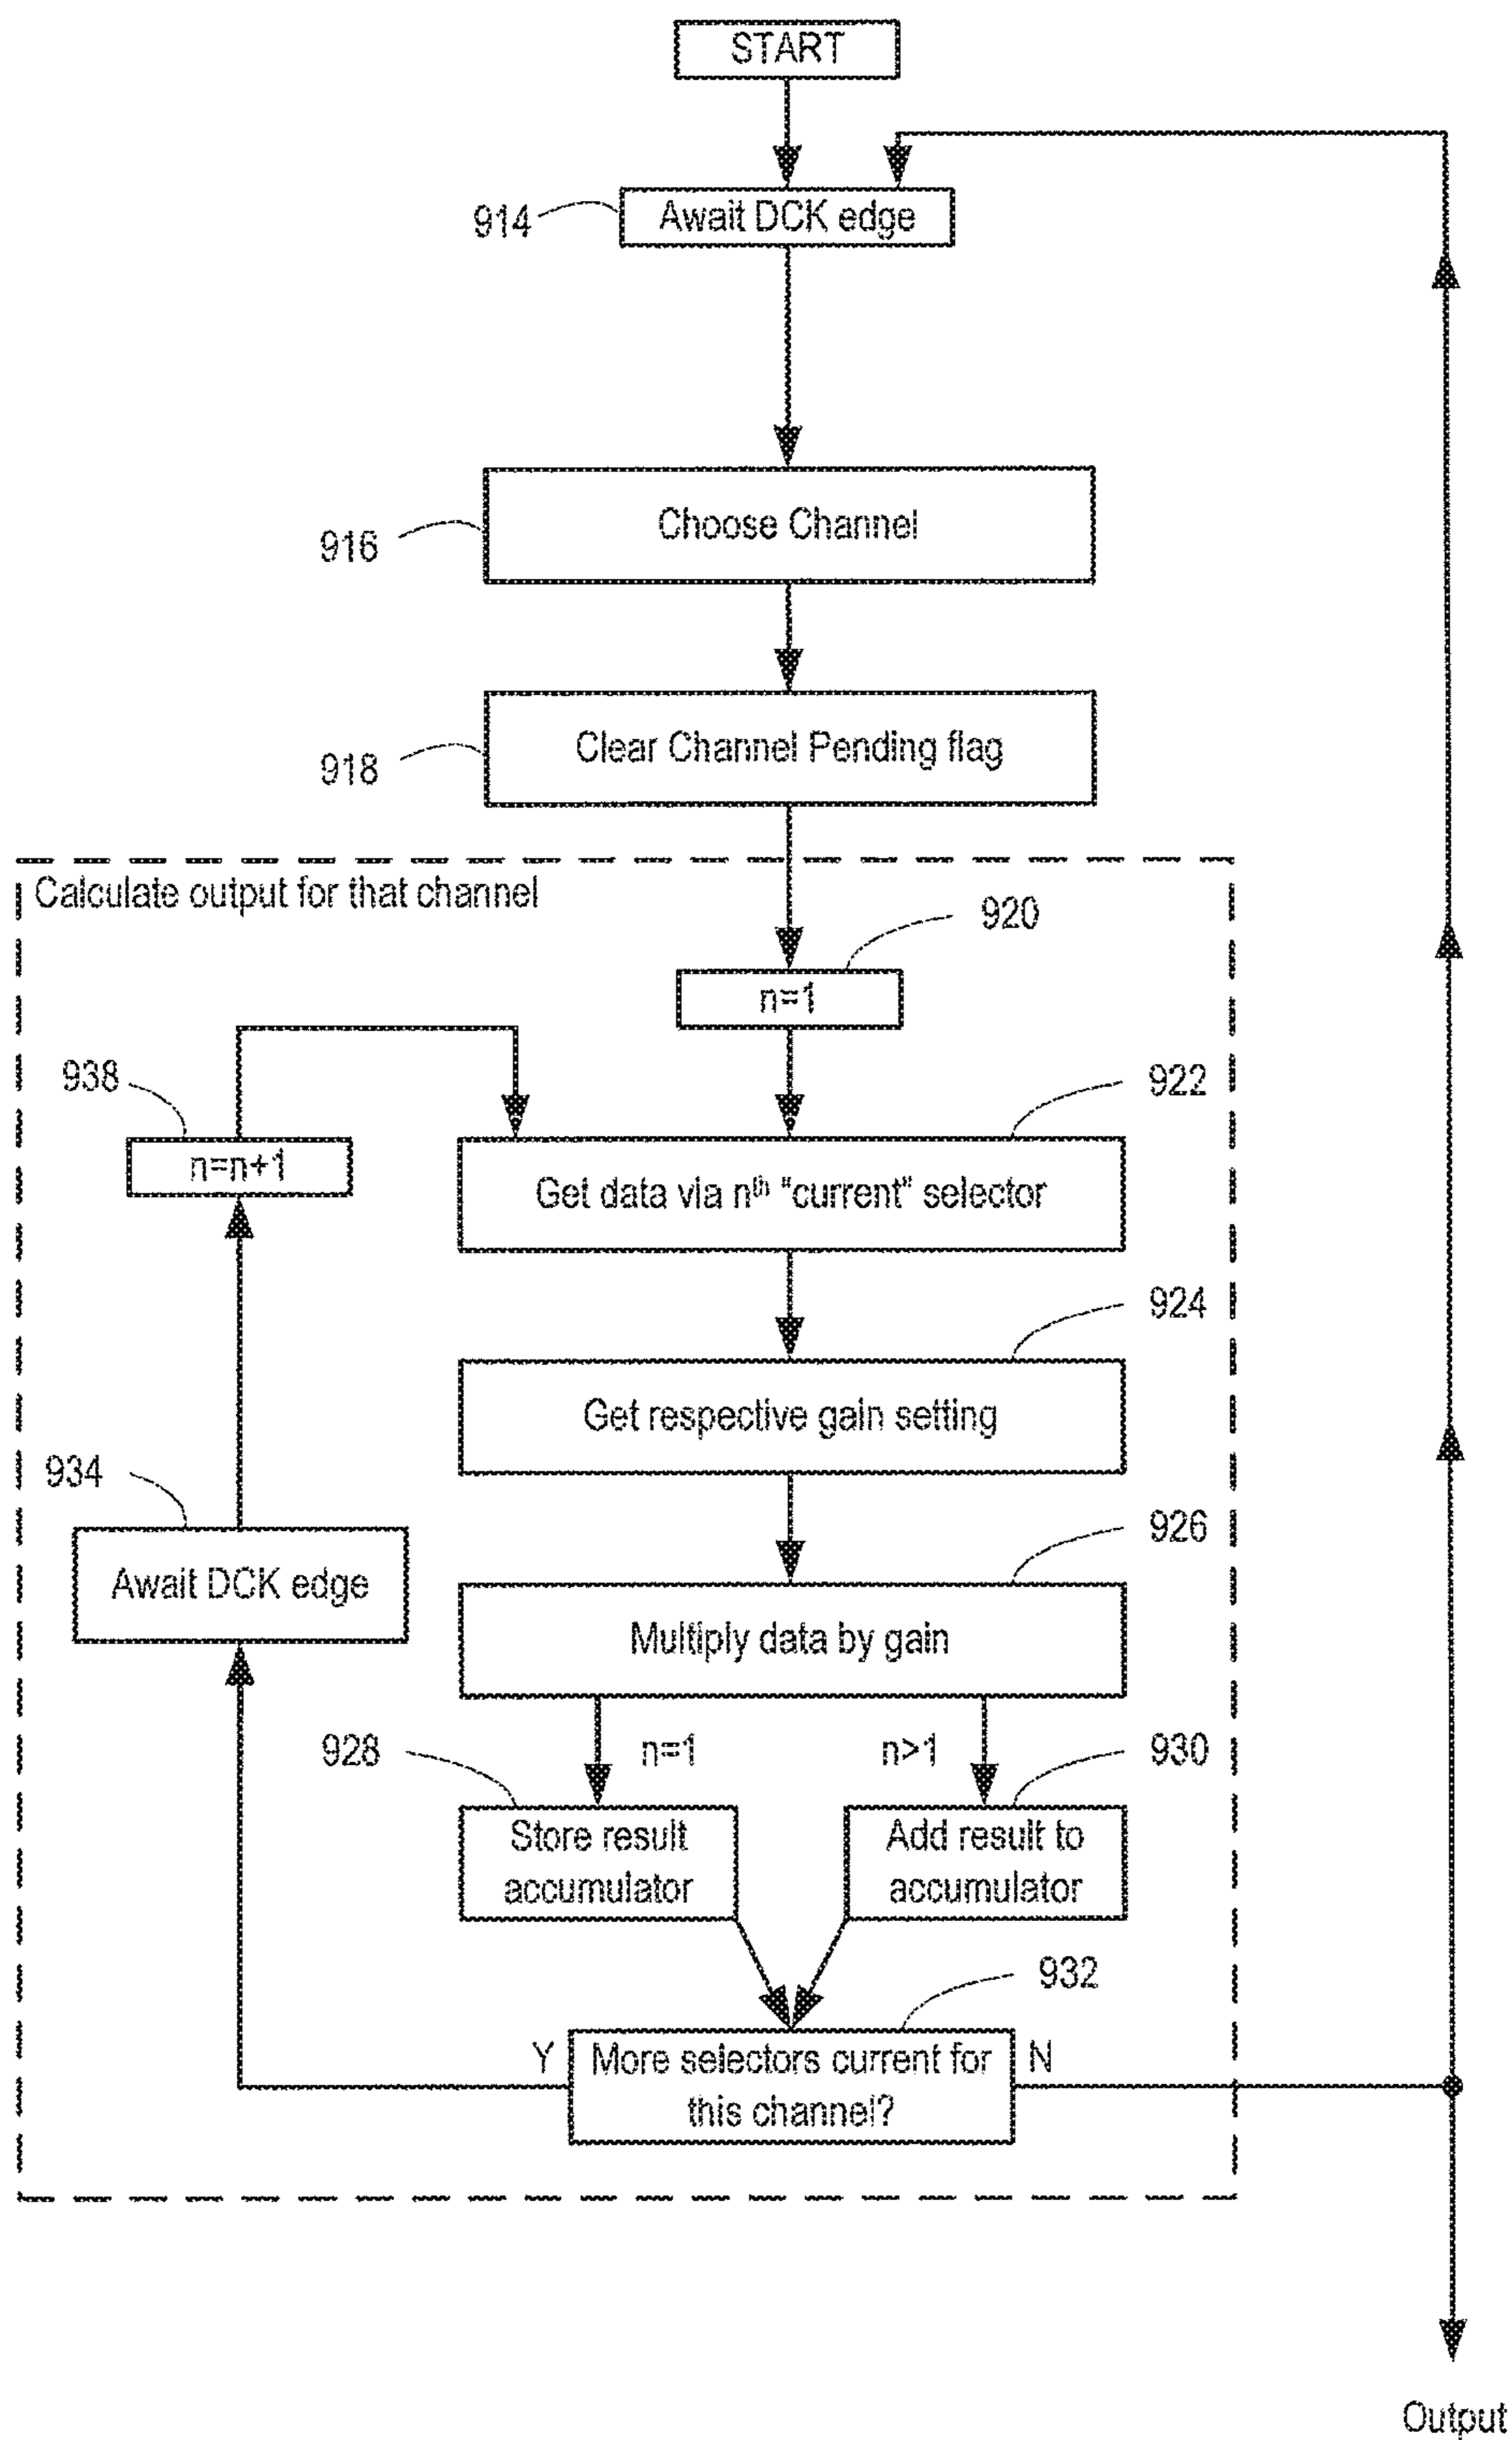 START
914
Await DCK edge
916
Choose Channel
918
Clear Channel Pending flag
Calculate output for that channel
920
n=1
938
n=n+1
922
Get data via nth "current" selector
924
Get respective gain setting
934
Await DCK edge
926
Multiply data by gain
928
n=1
n>1
930
Store result
accumulator
Add result to
accumulator
932
Y
More selectors current for
this channel?
N
Output